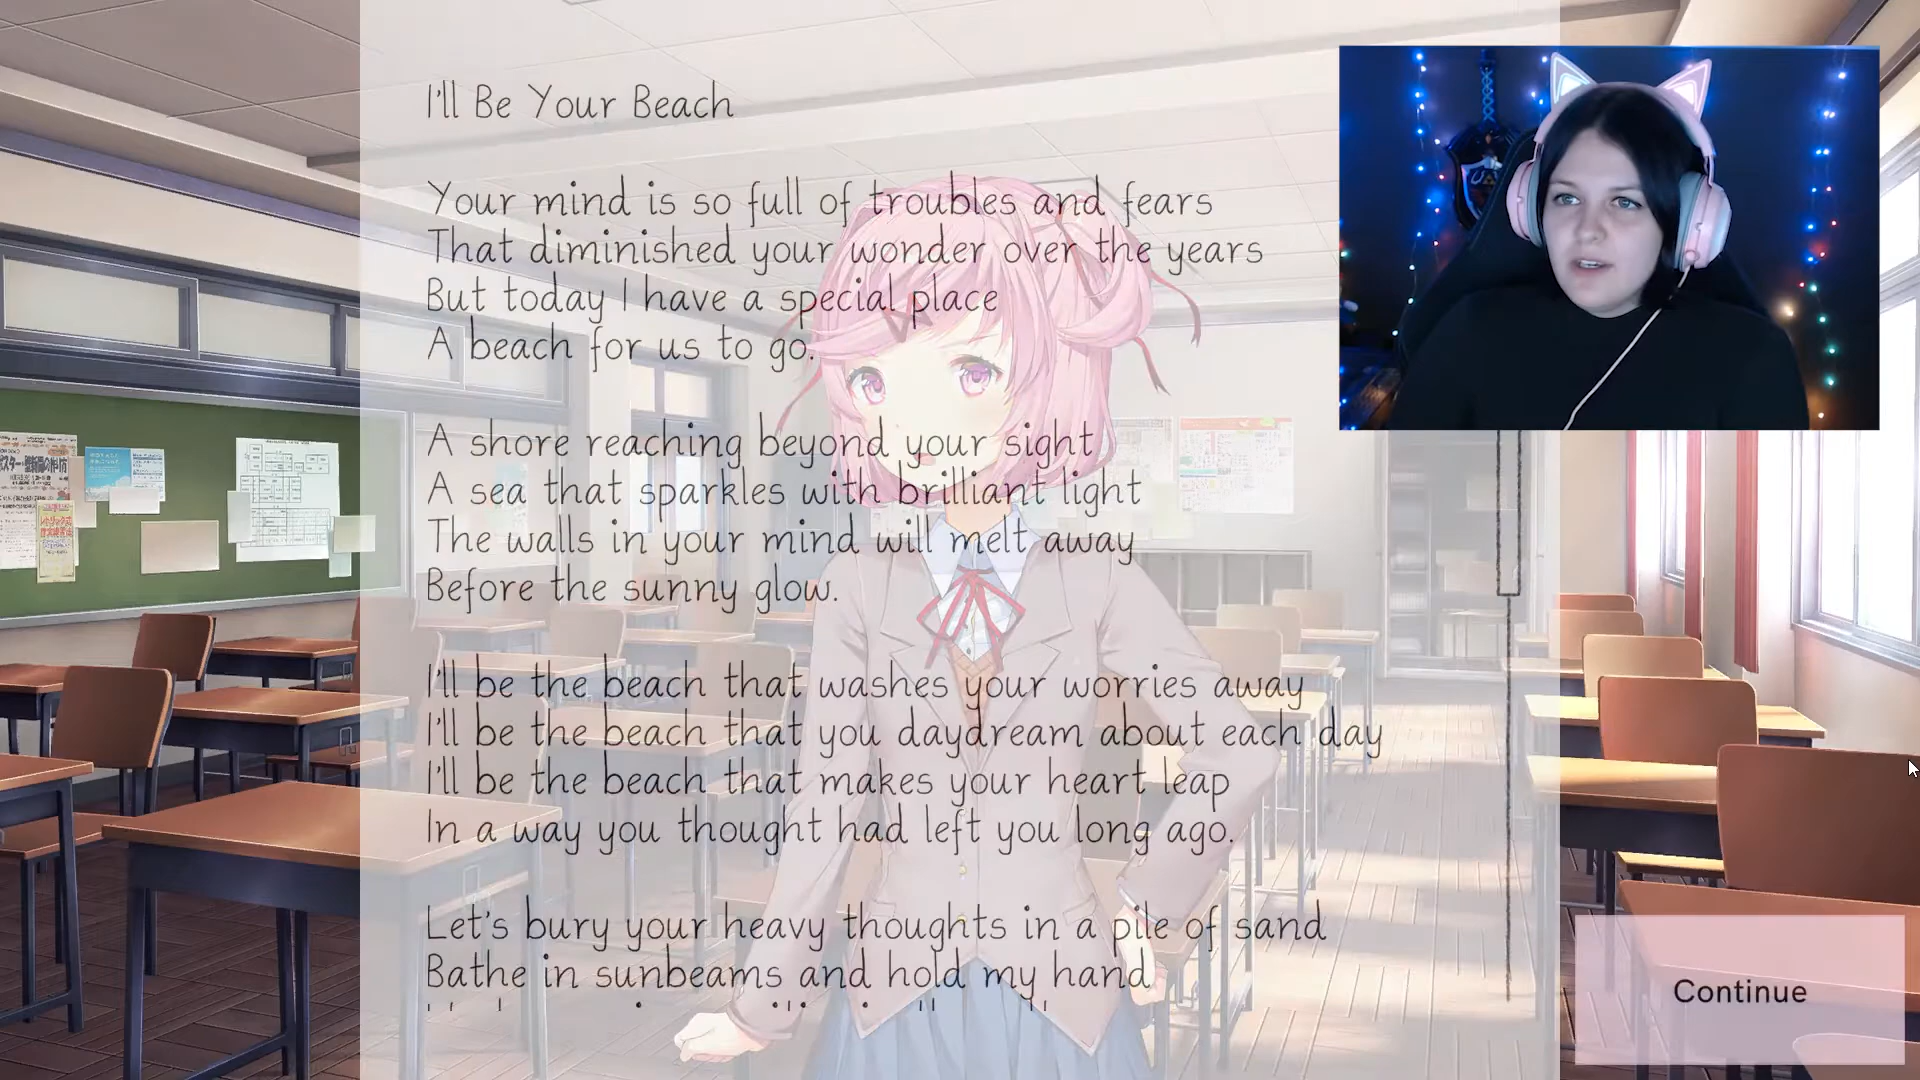 I'll Be Your Beach
Your mind is so full of troubles and fears
That diminished your wonder over the years
But today I have a special place
A beach for us to go.
A shore reaching beyond your sight
A sea that sparkles with brilliant light
The walls in your mind will melt away
Before the sunny glow.
I'll be the beach that washes your worries away
I'll be the beach that you daydream about each day
I'll be the beach that makes your heart leap
In a way you thought had left you long ago.
Let's bury your heavy thoughts in a pile of sand
Bathe in sunbeams and hold my hand
Continue